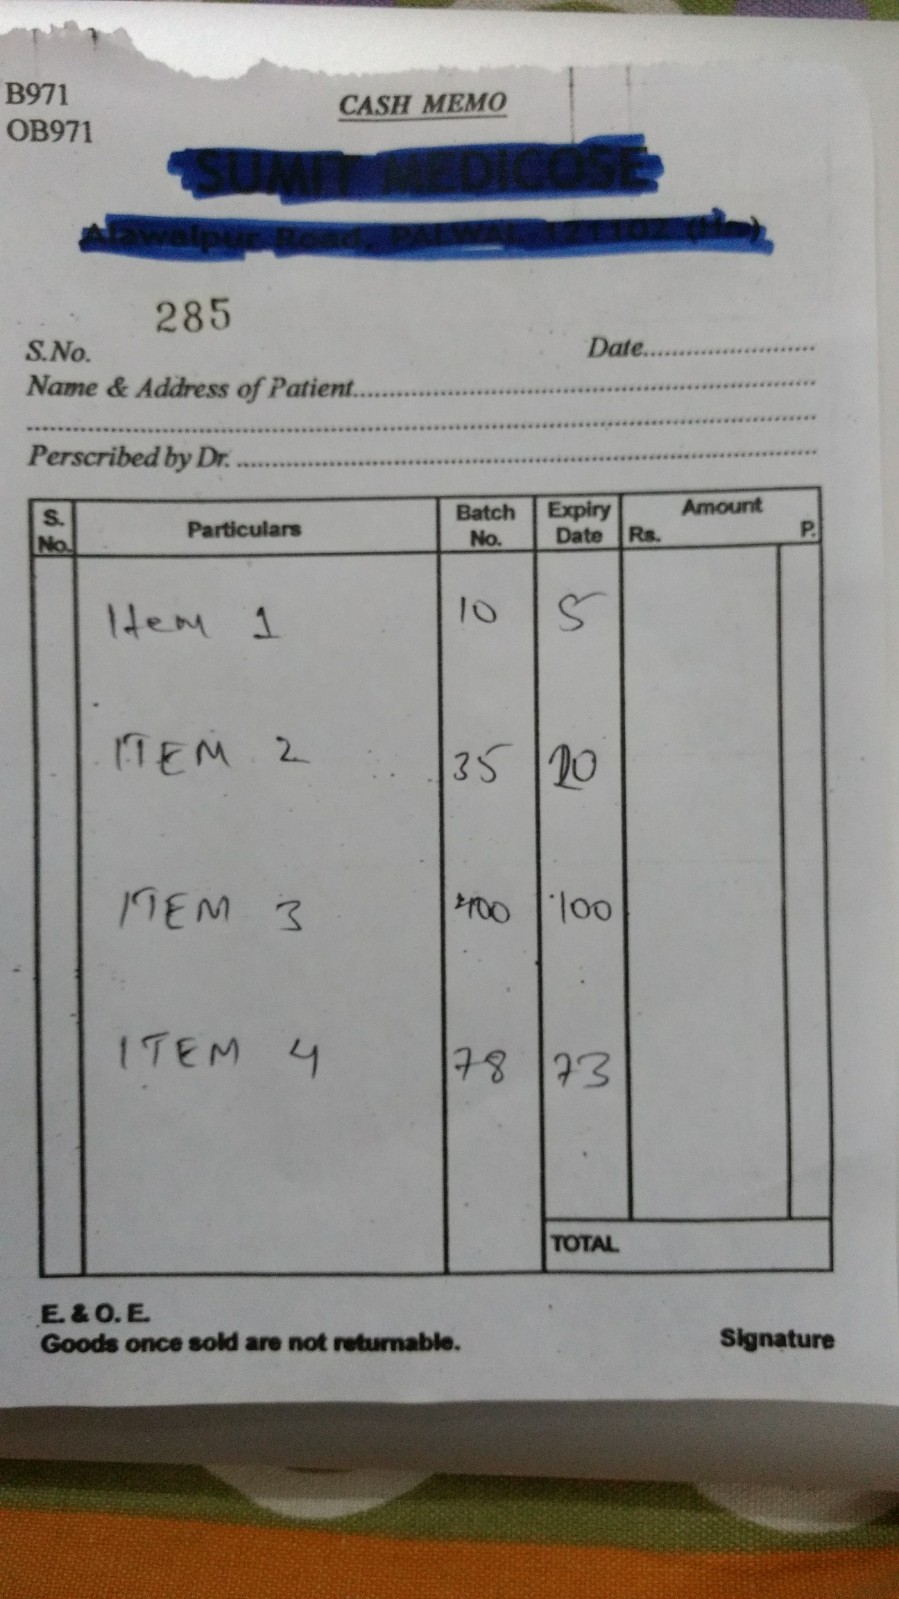 B971
OB971
CASH MEMO
SUMIT MEDICOSE
Alawalpur Road, PALWAL-121102
285
S.No.
Date
Name & Address of Patient
Perscribed by Dr.
S. No. Particulars Batch No. Expiry Date Amount Rs. P.
Item 1 10 5
ITEM 2 35 20
ITEM 3 400 100
ITEM 4 78 73
TOTAL
E. & O. E.
Goods once sold are not returnable.
Signature